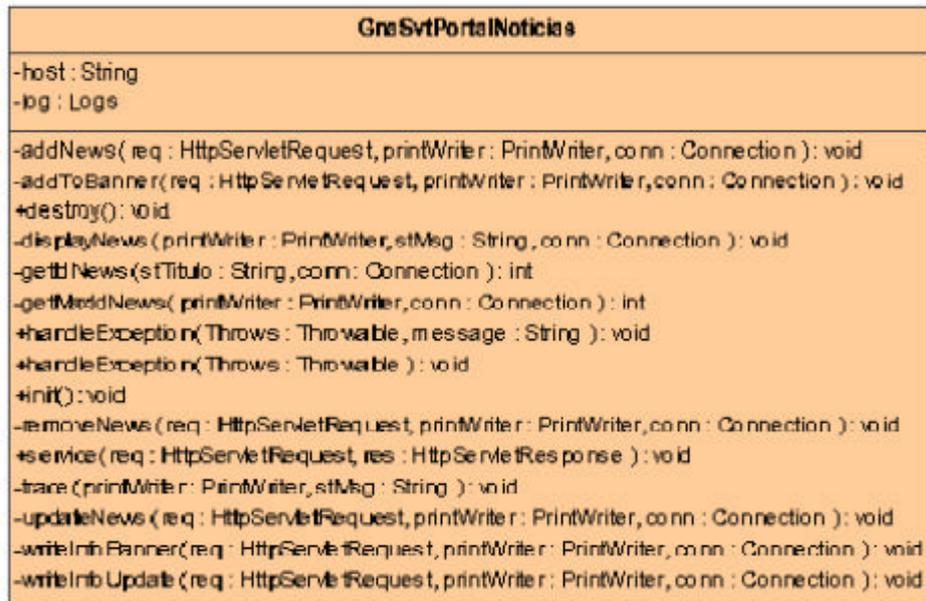 GnsSvtPortalNoticias
-host : String
-log : Logs
-addNews( req : HttpServletRequest, printWriter : PrintWriter,conn : Connection ): void
-addToBanner(req : HttpServletRequest, printWriter : PrintWriter,conn : Connection ): void
+destroy(): void
-displayNews (printWriter : PrintWriter,stMsg : String,conn : Connection ): void
-getIdNews(stTitulo : String,conn: Connection ): int
-getMaxIdNews( printWriter : PrintWriter,conn : Connection ): int
+handleException(Throws : Throwable,message : String ): void
+handleException(Throws : Throwable ): void
+init(): void
-removeNews (req : HttpServletRequest, printWriter : PrintWriter,conn : Connection ): void
+service(req : HttpServletRequest, res : HttpServletResponse ): void
-trace (printWriter : PrintWriter,stMsg : String ): void
-updateNews (req : HttpServletRequest,printWriter : PrintWriter, conn : Connection ): void
-writeInfoBanner(req : HttpServletRequest,printWriter : PrintWriter, conn : Connection ): void
-writeInfoUpdate(req : HttpServletRequest,printWriter : PrintWriter, conn : Connection ): void